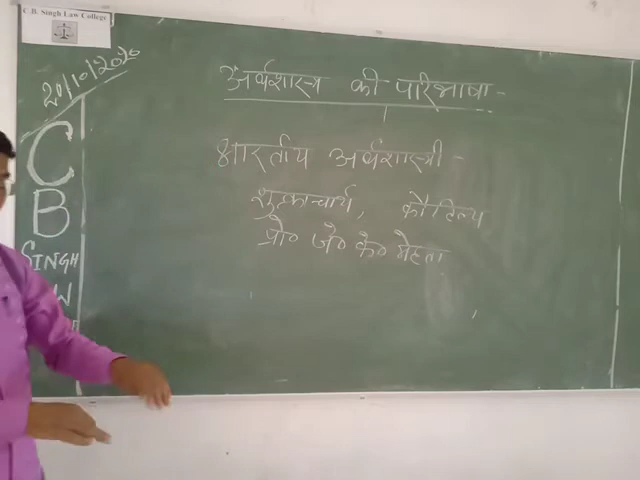 C.B. Singh Law College
20/10/2020
अर्थशास्त्र की परिभाषा -
भारतीय अर्थशास्त्री -
शुक्राचार्य, कौटिल्य
प्रो० जे० के० मेहता
C
B
SINGH